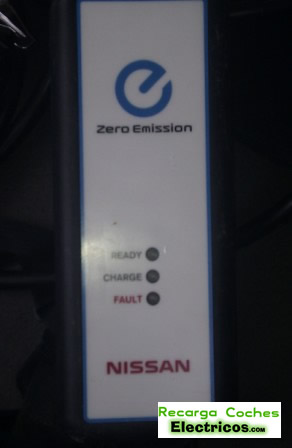 Zero Emission
READY
CHARGE
FAULT
NISSAN
Recarga Coches
Electricos.com